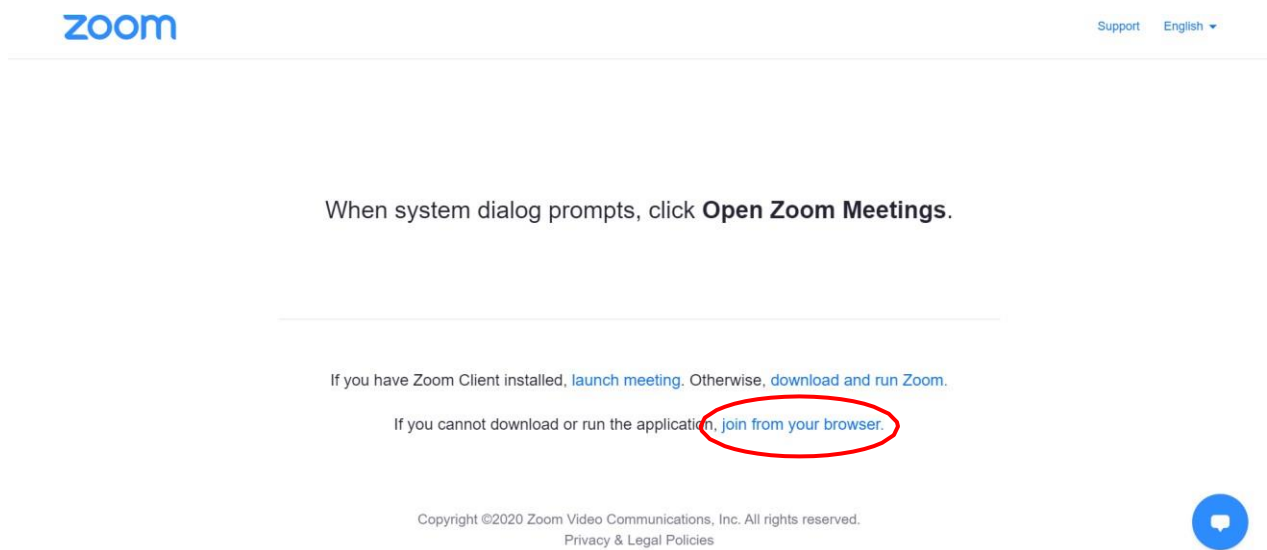 zoom
Support English
When system dialog prompts, click Open Zoom Meetings.
If you have Zoom Client installed, launch meeting. Otherwise, download and run Zoom.
If you cannot download or run the application, join from your browser.
Copyright ©2020 Zoom Video Communications, Inc. All rights reserved.
Privacy & Legal Policies